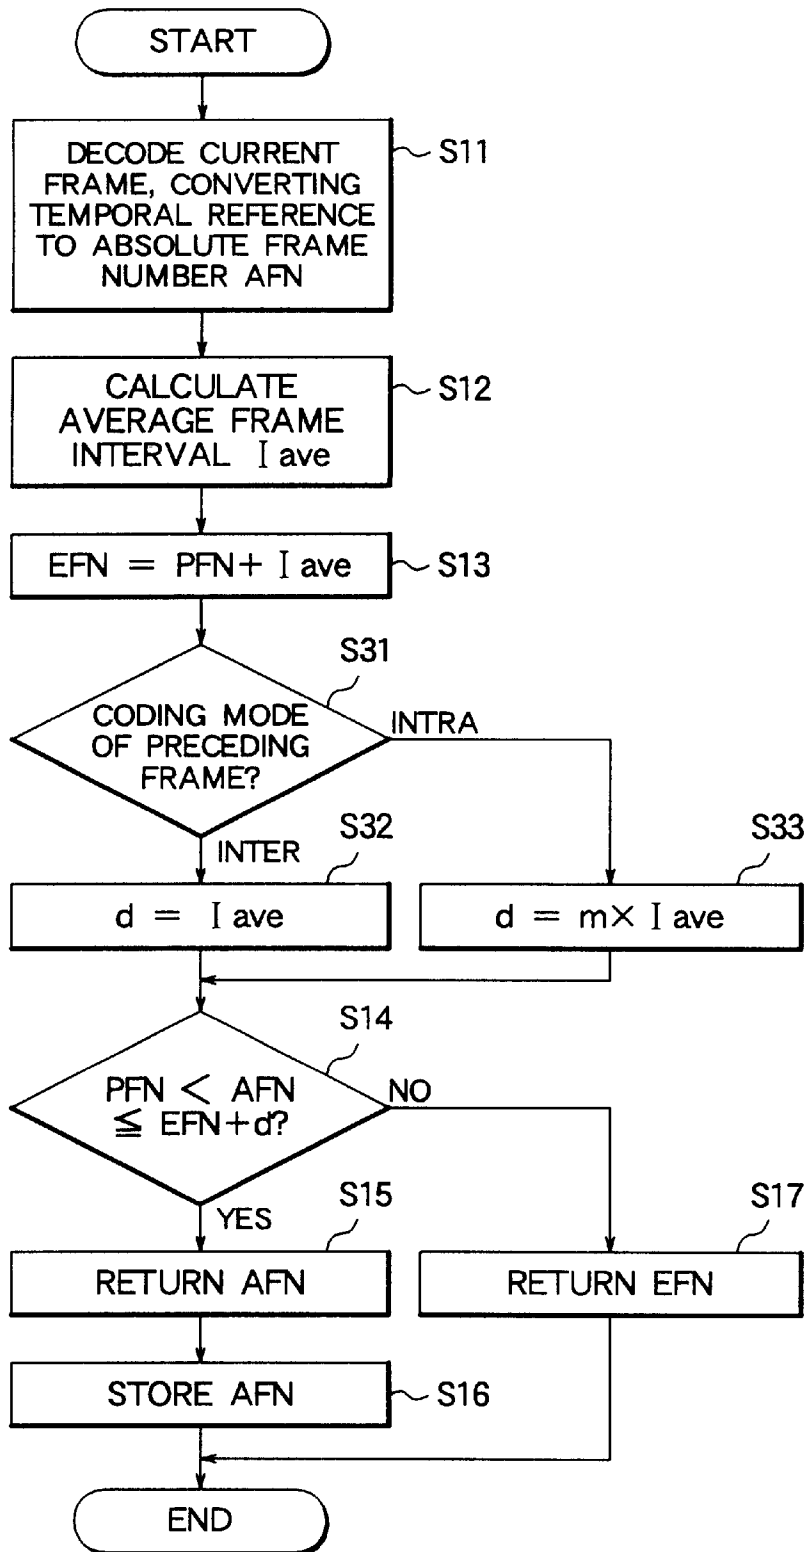 START
DECODE CURRENT
FRAME, CONVERTING
TEMPORAL REFERENCE
TO ABSOLUTE FRAME
NUMBER AFN
S11
CALCULATE
AVERAGE FRAME
INTERVAL I ave
S12
EFN = PFN+ I ave
S13
S31
CODING MODE
OF PRECEDING
FRAME?
INTRA
INTER
S32
d = I ave
S33
d = m× I ave
S14
PFN < AFN
≦ EFN+d?
NO
YES
S15
RETURN AFN
S17
RETURN EFN
STORE AFN
S16
END